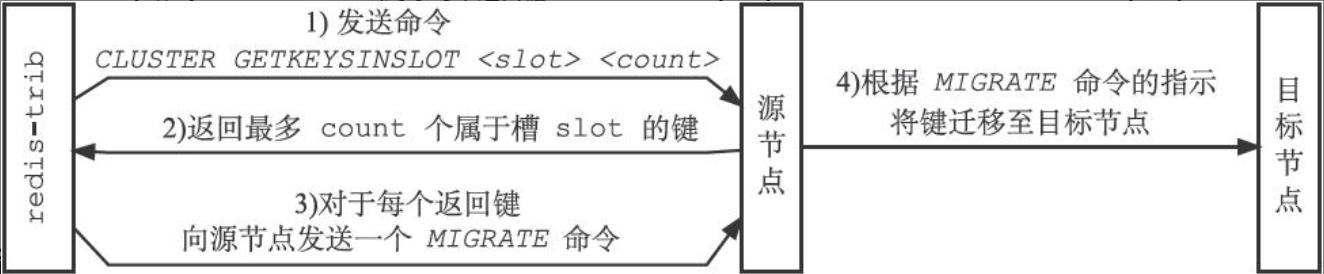 redis-trib
1) 发送命令
CLUSTER GETKEYSINSLOT <slot> <count>
2)返回最多 count 个属于槽 slot 的键
3)对于每个返回键
向源节点发送一个 MIGRATE 命令
源节点
4)根据 MIGRATE 命令的指示
将键迁移至目标节点
目标节点